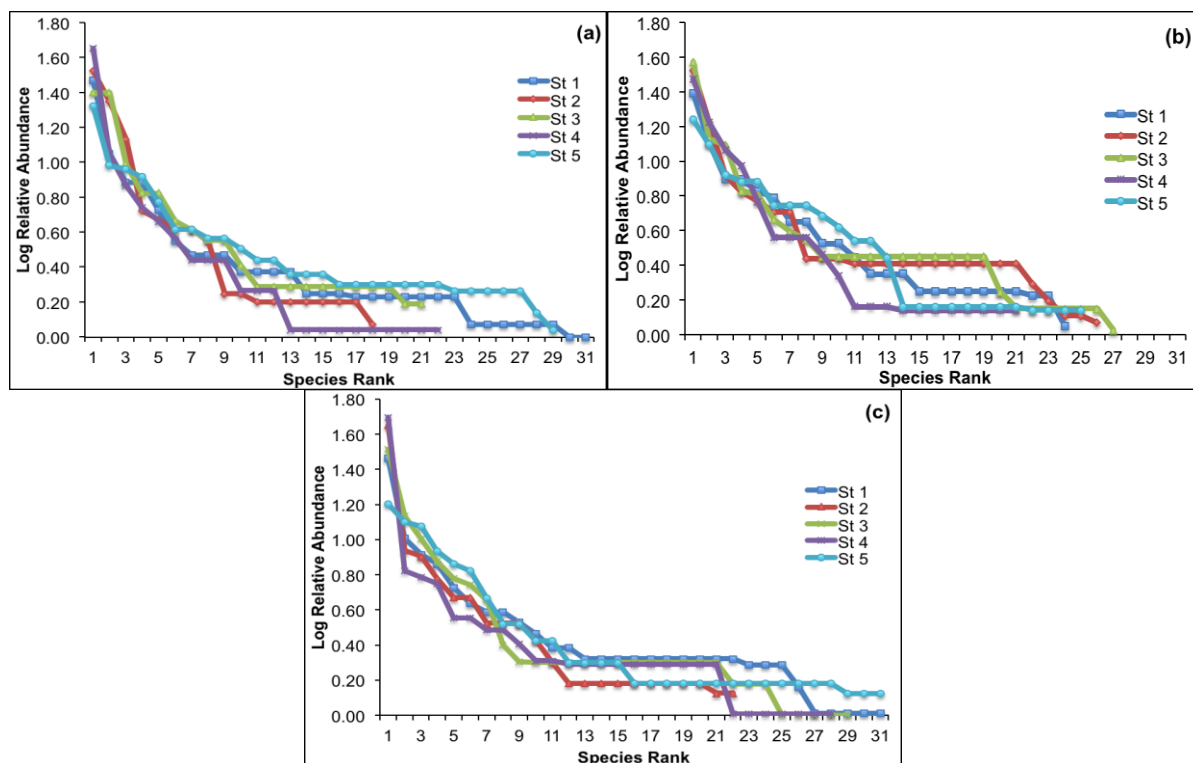 (a)
Log Relative Abundance
1.80
1.60
1.40
1.20
1.00
0.80
0.60
0.40
0.20
0.00
St 1
St 2
St 3
St 4
St 5
1 3 5 7 9 11 13 15 17 19 21 23 25 27 29 31
Species Rank
(b)
Log Relative Abundance
1.80
1.60
1.40
1.20
1.00
0.80
0.60
0.40
0.20
0.00
St 1
St 2
St 3
St 4
St 5
1 3 5 7 9 11 13 15 17 19 21 23 25 27 29 31
Species Rank
(c)
Log Relative Abundance
1.80
1.60
1.40
1.20
1.00
0.80
0.60
0.40
0.20
0.00
St 1
St 2
St 3
St 4
St 5
1 3 5 7 9 11 13 15 17 19 21 23 25 27 29 31
Species Rank